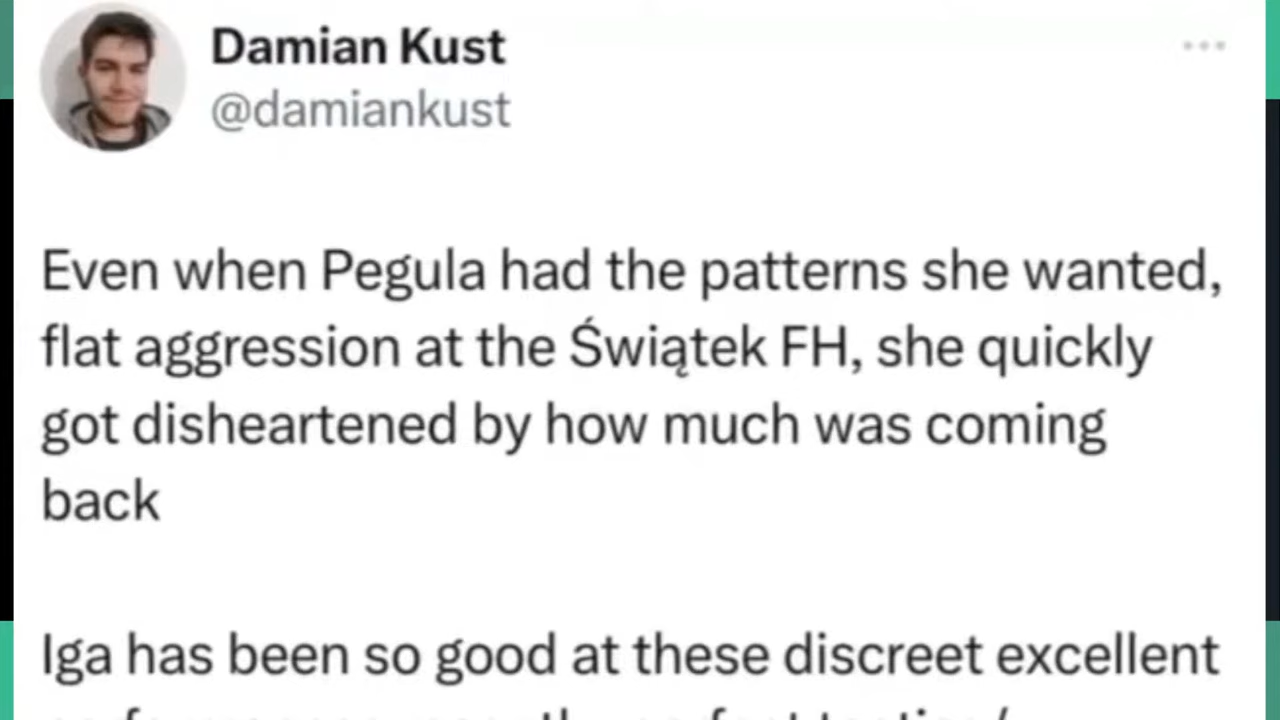 Damian Kust
@damiankust
Even when Pegula had the patterns she wanted,
flat aggression at the Świątek FH, she quickly
got disheartened by how much was coming
back
Iga has been so good at these discreet excellent